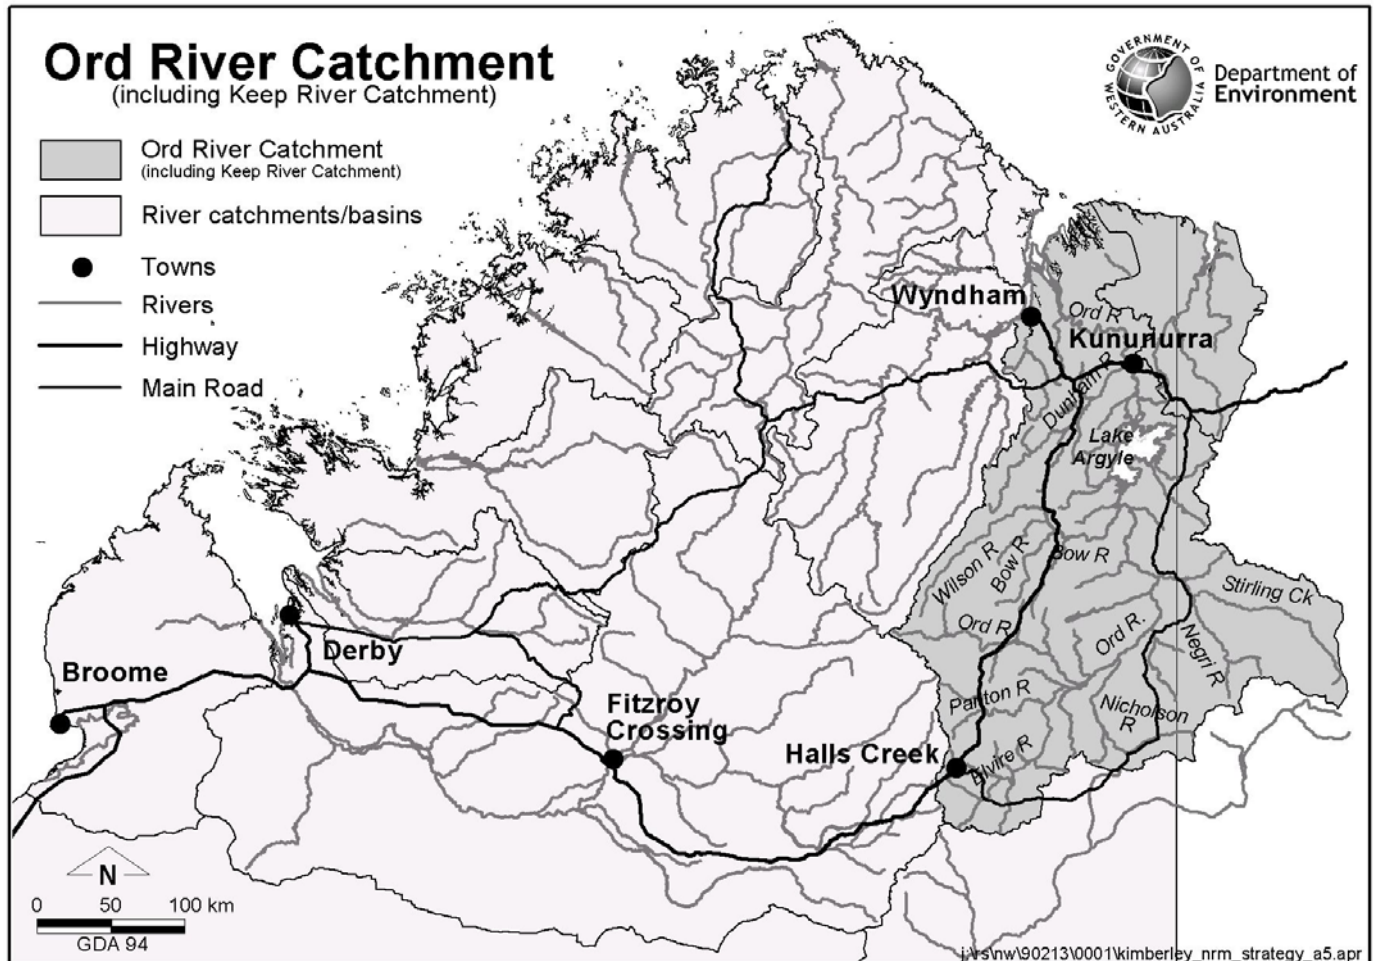 Ord River Catchment
(including Keep River Catchment)
Ord River Catchment
(including Keep River Catchment)
River catchments/basins
Towns
Rivers
Highway
Main Road
GOVERNMENT OF
WESTERN AUSTRALIA
Department of
Environment
Wyndham
Ord R
Kununurra
Dunham R
Lake
Argyle
Wilson R
Bow R
Bow R
Stirling Ck
Ord R
Ord R.
Negri R
Derby
Broome
Panton R
Nicholson
R
Fitzroy
Crossing
Halls Creek
Elvire R
N
0 50 100 km
GDA 94
j:\rs\nw\90213\0001\kimberley_nrm_strategy_a5.apr